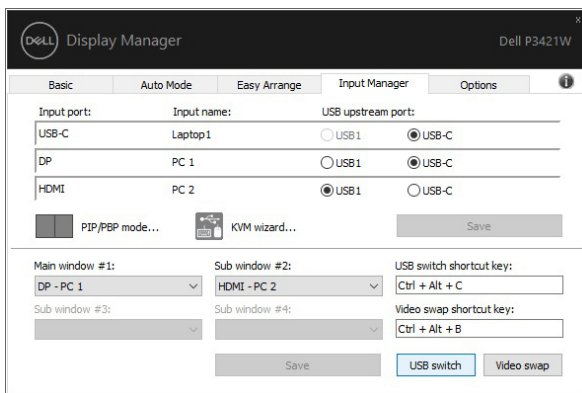 DELL Display Manager
Dell P3421W
x
Basic Auto Mode Easy Arrange Input Manager Options i
Input port: Input name: USB upstream port:
USB-C Laptop1 USB1 USB-C
DP PC 1 USB1 USB-C
HDMI PC 2 USB1 USB-C
PIP/PBP mode... KVM wizard... Save
Main window #1: Sub window #2: USB switch shortcut key:
DP - PC 1 HDMI - PC 2 Ctrl + Alt + C
Sub window #3: Sub window #4: Video swap shortcut key:
Ctrl + Alt + B
Save USB switch Video swap